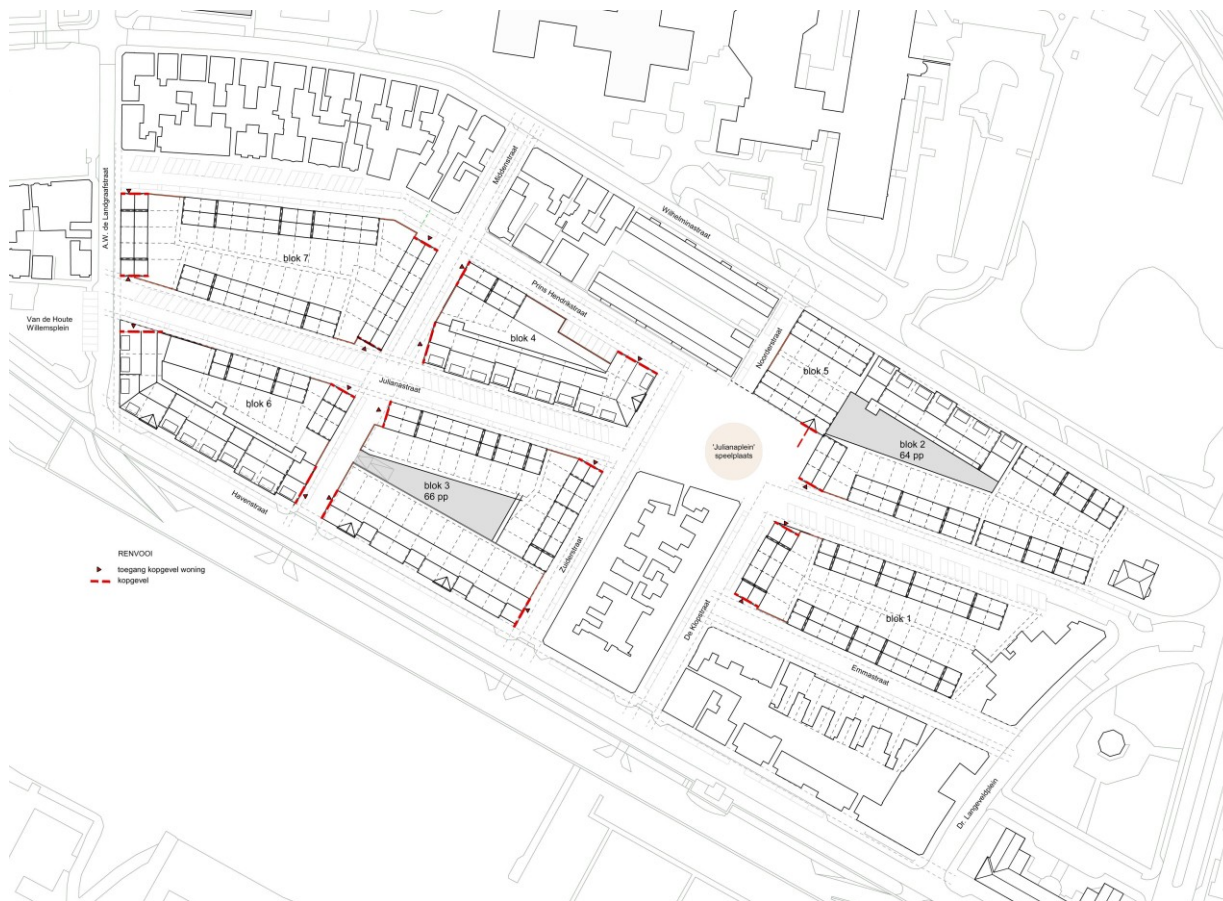 Middenstraat
A.W. de Landgraafstraat
Wilhelminastraat
blok 7
Prins Hendrikstraat
Van de Houte
Willemsplein
blok 4
Noorderstraat
blok 5
Julianastraat
blok 6
blok 2
64 pp
'Julianaplein'
speelplaats
blok 3
66 pp
Havenstraat
Zuiderstraat
RENVOOI
toegang kopgevel woning
kopgevel
De Klopstraat
blok 1
Emmastraat
Dr. Langeveldplein